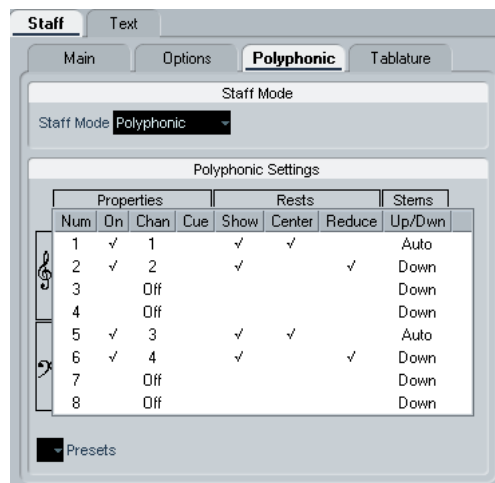 Staff Text
Main Options Polyphonic Tablature
Staff Mode
Staff Mode Polyphonic
Polyphonic Settings
Properties Rests Stems
Num On Chan Cue Show Center Reduce Up/Dwn
1 √ 1 √ √ Auto
2 √ 2 √ √ Down
3 Off Down
4 Off Down
5 √ 3 √ √ Auto
6 √ 4 √ √ Down
7 Off Down
8 Off Down
Presets